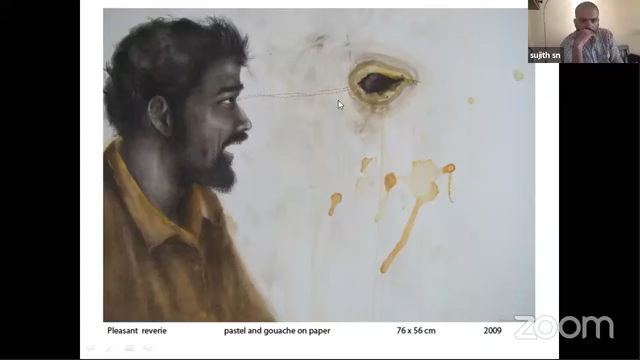 sujith sn
Pleasant reverie pastel and gouache on paper 76 x 56 cm 2009
zoom